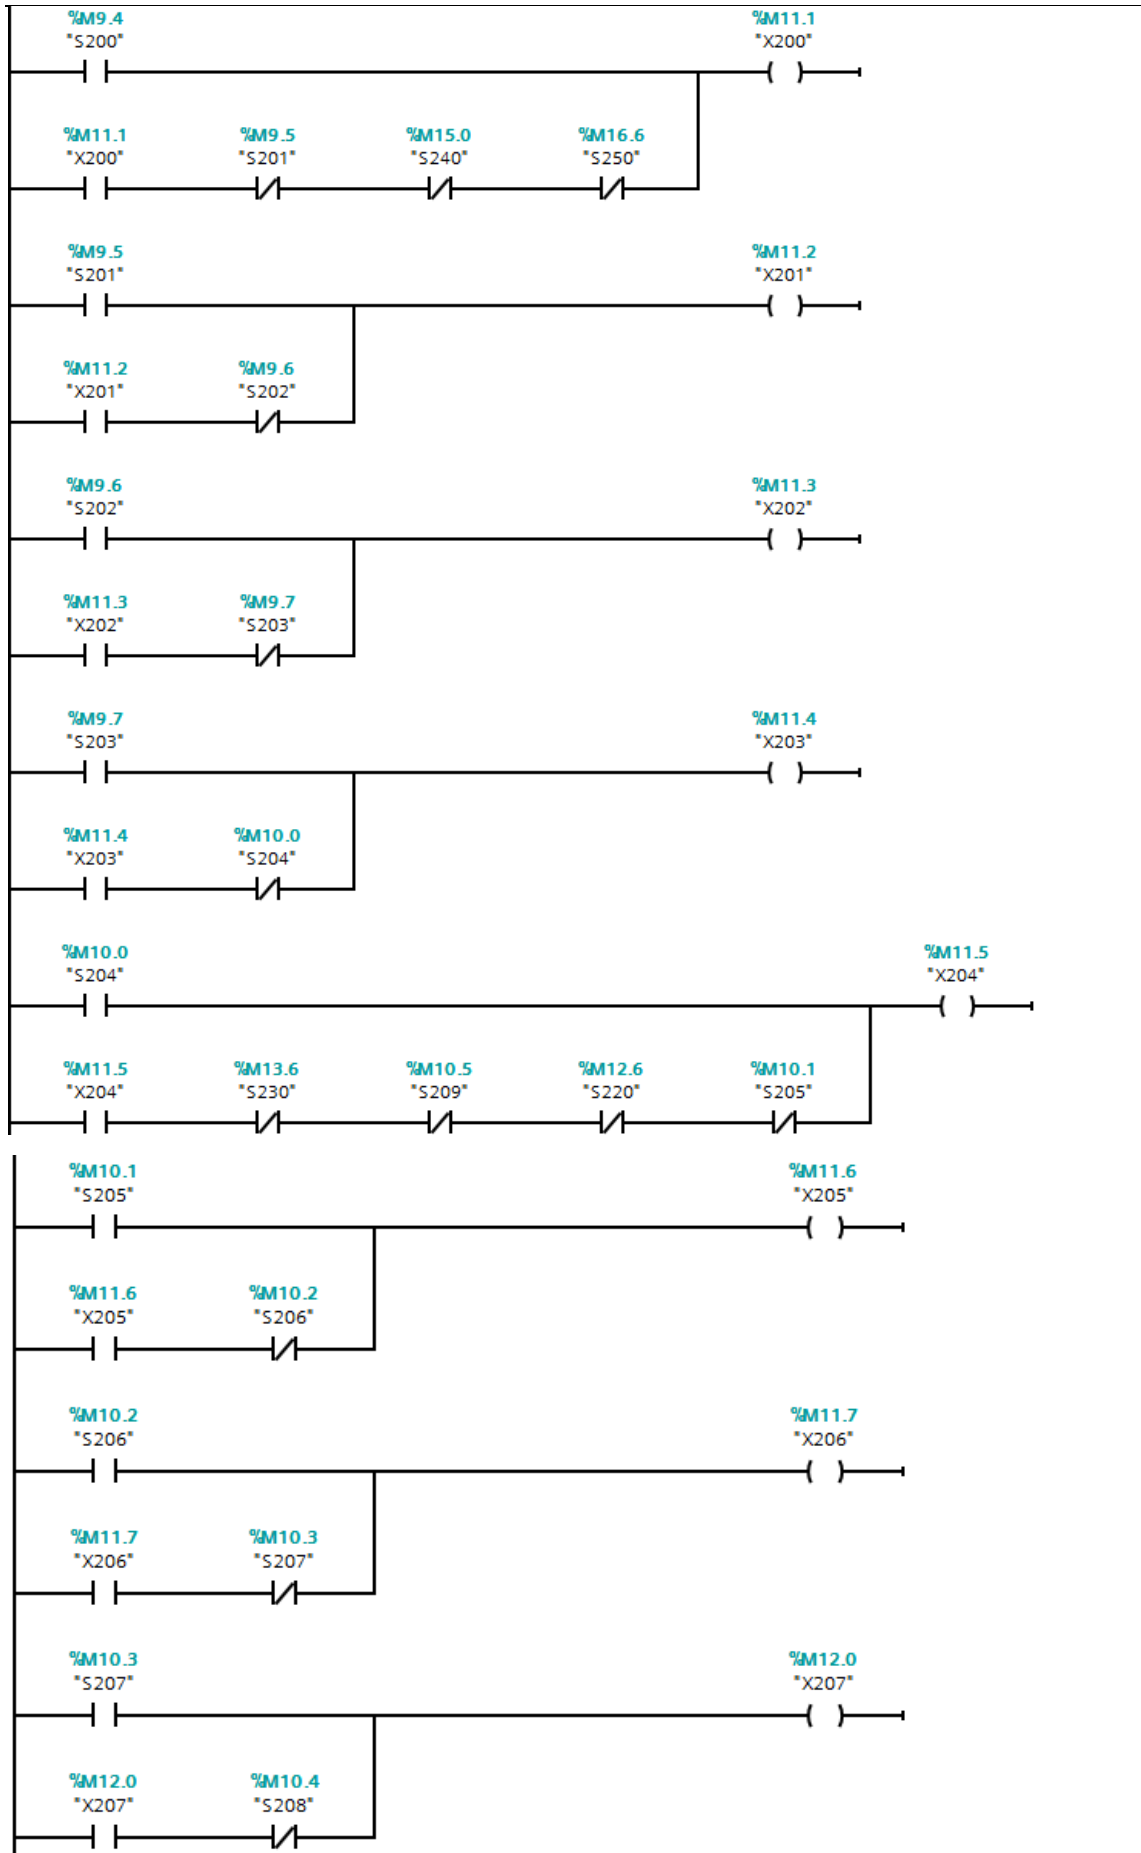 %M9.4 %M11.1
"S200" "X200"
%M11.1 %M9.5 %M15.0 %M16.6
"X200" "S201" "S240" "S250"
%M9.5 %M11.2
"S201" "X201"
%M11.2 %M9.6
"X201" "S202"
%M9.6 %M11.3
"S202" "X202"
%M11.3 %M9.7
"X202" "S203"
%M9.7 %M11.4
"S203" "X203"
%M11.4 %M10.0
"X203" "S204"
%M10.0 %M11.5
"S204" "X204"
%M11.5 %M13.6 %M10.5 %M12.6 %M10.1
"X204" "S230" "S209" "S220" "S205"
%M10.1 %M11.6
"S205" "X205"
%M11.6 %M10.2
"X205" "S206"
%M10.2 %M11.7
"S206" "X206"
%M11.7 %M10.3
"X206" "S207"
%M10.3 %M12.0
"S207" "X207"
%M12.0 %M10.4
"X207" "S208"